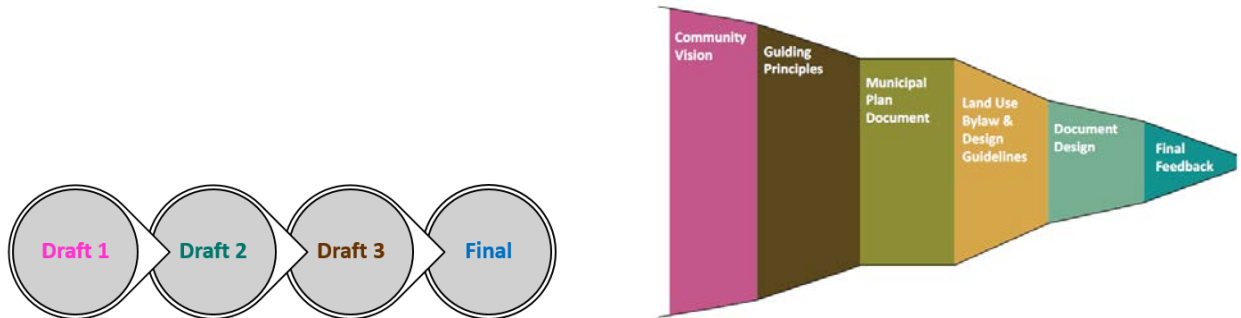 Draft 1
Draft 2
Draft 3
Final
Community
Vision
Guiding
Principles
Municipal
Plan
Document
Land Use
Bylaw &
Design
Guidelines
Document
Design
Final
Feedback